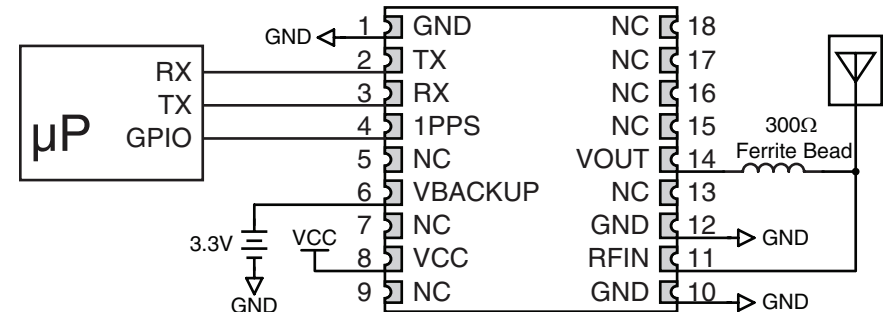 GND 1 GND NC 18
RX 2 TX NC 17
TX 3 RX NC 16
µP GPIO 4 1PPS NC 15 300Ω
5 NC VOUT 14 Ferrite Bead
6 VBACKUP NC 13
7 NC GND 12 GND
3.3V VCC 8 VCC RFIN 11
GND 9 NC GND 10 GND